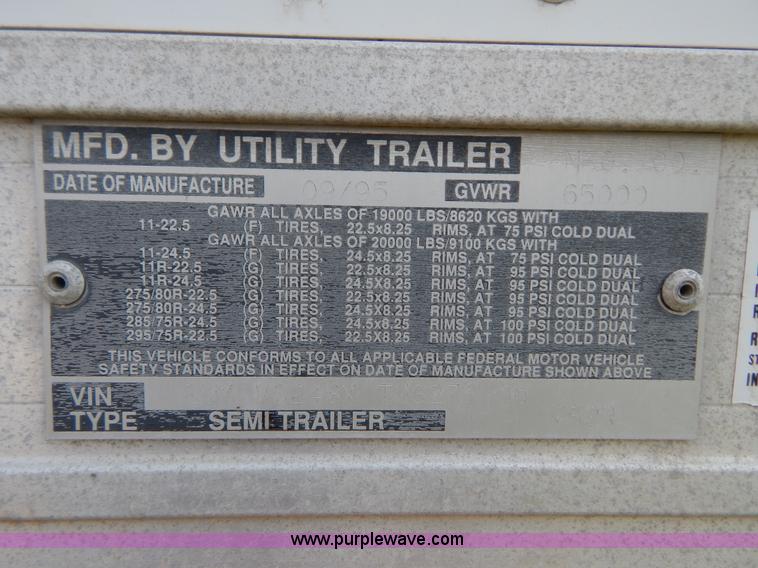 MFD. BY UTILITY TRAILER MFG. CO.
DATE OF MANUFACTURE 09/95 GVWR 65000
GAWR ALL AXLES OF 19000 LBS/8620 KGS WITH
11-22.5 (F) TIRES, 22.5x8.25 RIMS, AT 75 PSI COLD DUAL
GAWR ALL AXLES OF 20000 LBS/9100 KGS WITH
11-24.5 (F) TIRES, 24.5x8.25 RIMS, AT 75 PSI COLD DUAL
11R-22.5 (G) TIRES, 22.5x8.25 RIMS, AT 95 PSI COLD DUAL
11R-24.5 (G) TIRES, 24.5x8.25 RIMS, AT 95 PSI COLD DUAL
275/80R-22.5 (G) TIRES, 22.5x8.25 RIMS, AT 95 PSI COLD DUAL
275/80R-24.5 (G) TIRES, 24.5x8.25 RIMS, AT 95 PSI COLD DUAL
285/75R-24.5 (G) TIRES, 24.5x8.25 RIMS, AT 100 PSI COLD DUAL
295/75R-22.5 (G) TIRES, 22.5x8.25 RIMS, AT 100 PSI COLD DUAL
THIS VEHICLE CONFORMS TO ALL APPLICABLE FEDERAL MOTOR VEHICLE
SAFETY STANDARDS IN EFFECT ON DATE OF MANUFACTURE SHOWN ABOVE
VIN
TYPE SEMI TRAILER
www.purplewave.com